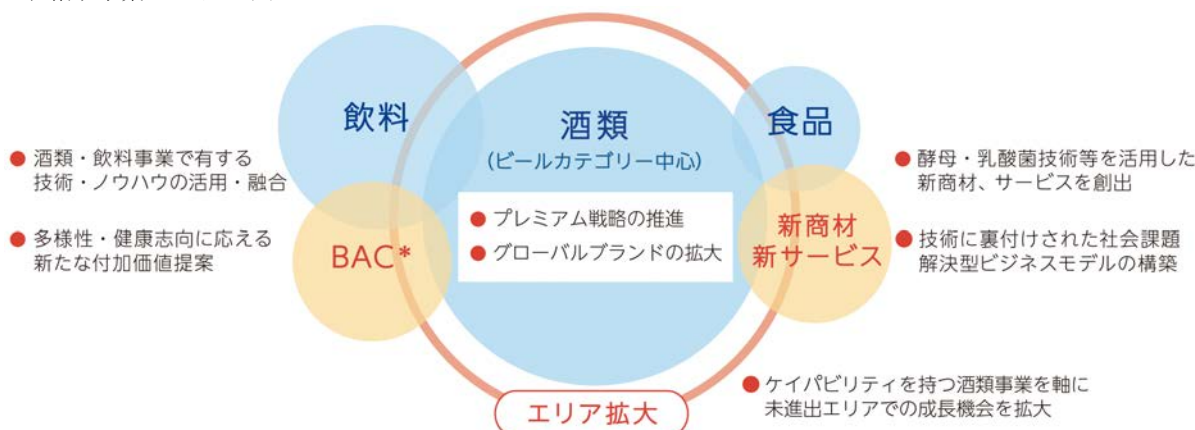 飲料
酒類
(ビールカテゴリー中心)
食品
● 酒類・飲料事業で有する
技術・ノウハウの活用・融合
● 多様性・健康志向に応える
新たな付加価値提案
BAC*
● プレミアム戦略の推進
● グローバルブランドの拡大
新商材
新サービス
● 酵母・乳酸菌技術等を活用した
新商材、サービスを創出
● 技術に裏付けされた社会課題
解決型ビジネスモデルの構築
エリア拡大
● ケイパビリティを持つ酒類事業を軸に
未進出エリアでの成長機会を拡大